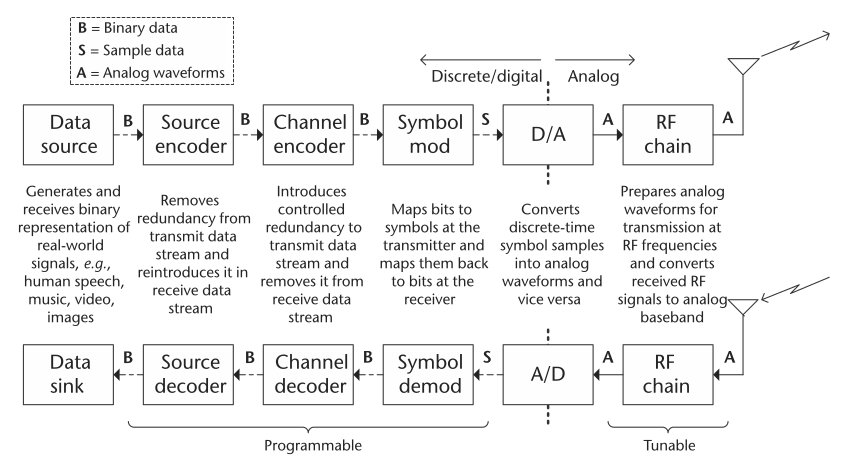 B = Binary data
S = Sample data
A = Analog waveforms
Discrete/digital
Analog
Data
source
B
Source
encoder
B
Channel
encoder
B
Symbol
mod
S
D/A
A
RF
chain
A
Generates and
receives binary
representation of
real-world
signals, e.g.,
human speech,
music, video,
images
Removes
redundancy from
transmit data
stream and
reintroduces it in
receive data
stream
Introduces
controlled
redundancy to
transmit data
stream and
removes it from
receive data
stream
Maps bits to
symbols at the
transmitter and
maps them back
to bits at the
receiver
Converts
discrete-time
symbol samples
into analog
waveforms and
vice versa
Prepares analog
waveforms for
transmission at
RF frequencies
and converts
received RF
signals to analog
baseband
Data
sink
B
Source
decoder
B
Channel
decoder
B
Symbol
demod
S
A/D
A
RF
chain
A
Programmable
Tunable